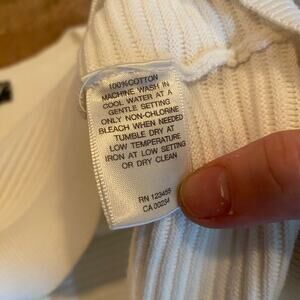 100%COTTON
MACHINE WASH IN
COOL WATER AT A
GENTLE SETTING
ONLY NON-CHLORINE
BLEACH WHEN NEEDED
TUMBLE DRY AT
LOW TEMPERATURE
IRON AT LOW SETTING
OR DRY CLEAN
RN 123455
CA 00234